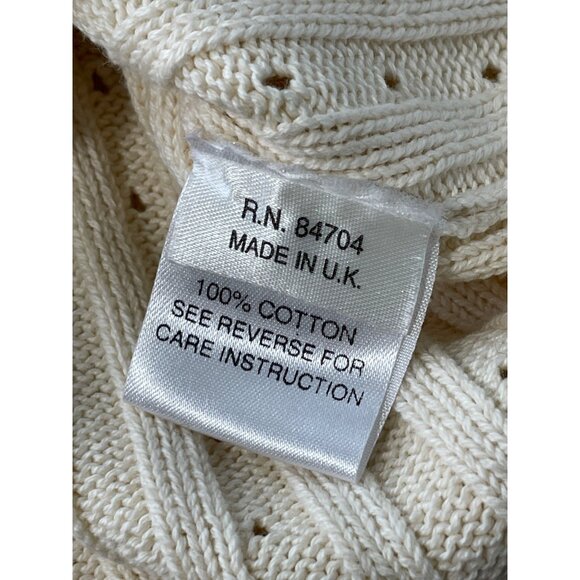 R.N. 84704
MADE IN U.K.
100% COTTON
SEE REVERSE FOR
CARE INSTRUCTION